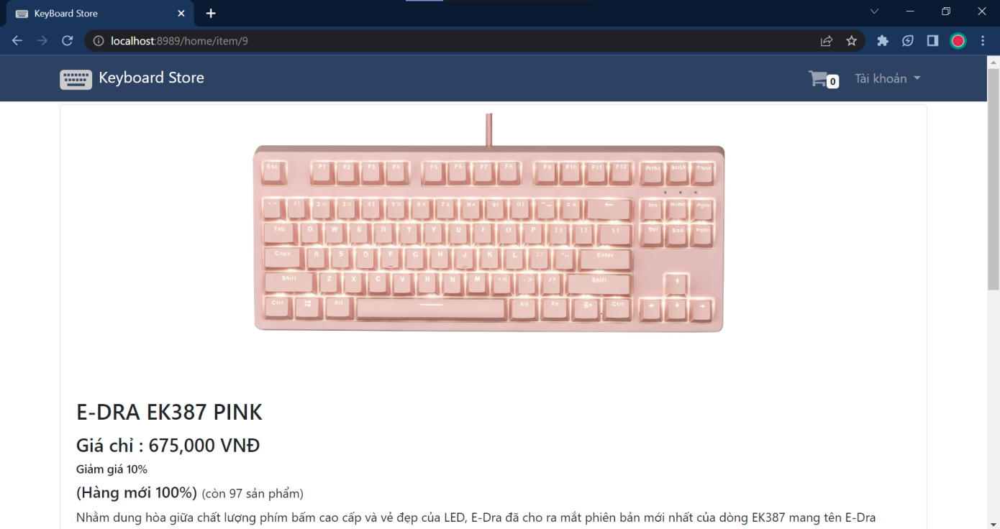 KeyBoard Store
localhost:8989/home/item/9
Keyboard Store
0
Tài khoản
Esc F1 F2 F3 F4 F5 F6 F7 F8 F9 F10 F11 F12 PrtSc ScrLk Pause
Ins Home PgUp
Tab Q W E R T Y U I O P Del End PgDn
Caps A S D F G H J K L Enter
Shift Z X C V B N M Shift
Ctrl Alt Alt Fn Ctrl
E-DRA EK387 PINK
Giá chỉ : 675,000 VNĐ
Giảm giá 10%
(Hàng mới 100%) (còn 97 sản phẩm)
Nhằm dung hòa giữa chất lượng phím bấm cao cấp và vẻ đẹp của LED, E-Dra đã cho ra mắt phiên bản mới nhất của dòng EK387 mang tên E-Dra